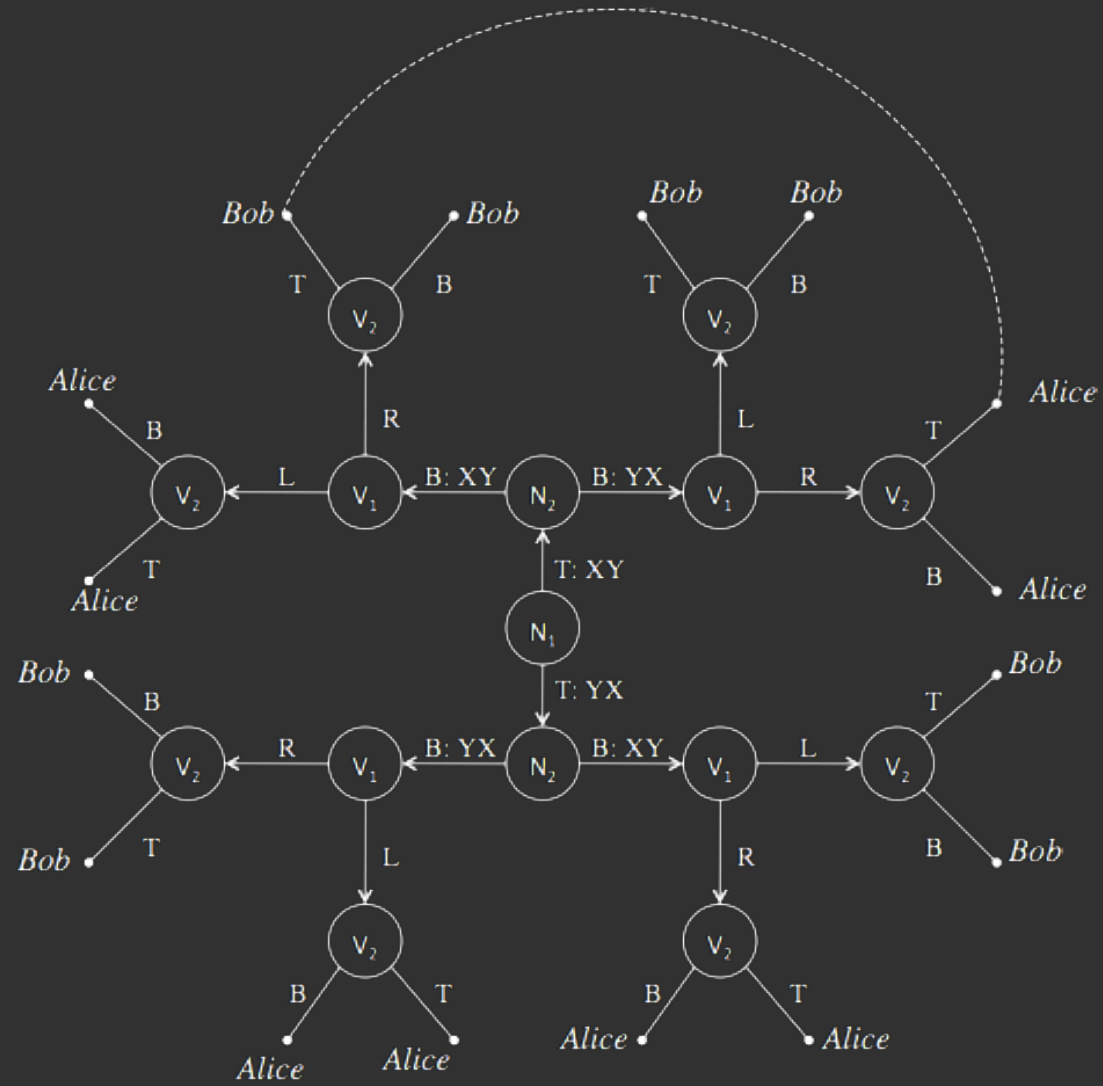 Bob Bob
Bob Bob
T B T B
V₂ V₂
Alice Alice
B R L T
V₂ L V₁ B: XY N₂ B: YX V₁ R V₂
T T: XY B
Alice Alice
N₁
Bob Bob
B T: YX T
V₂ R V₁ B: YX N₂ B: XY V₁ L V₂
Bob T L R B Bob
V₂ V₂
B T B T
Alice Alice Alice Alice